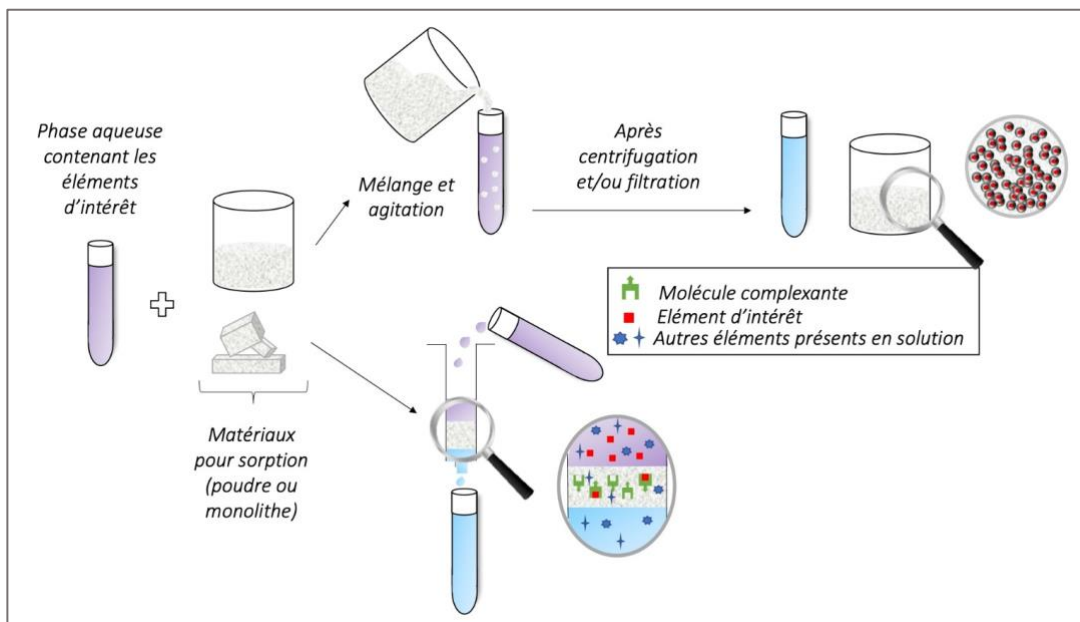 Phase aqueuse
contenant les
éléments
d’intérêt
Mélange et
agitation
Après
centrifugation
et/ou filtration
Molécule complexante
Elément d’intérêt
Autres éléments présents en solution
Matériaux
pour sorption
(poudre ou
monolithe)